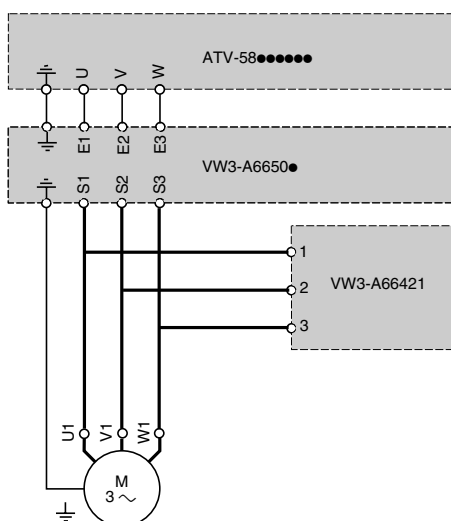 ATV-58●●●●●●
U V W
E1 E2 E3
VW3-A6650●
S1 S2 S3
1
VW3-A66421
2
3
U1 V1 W1
M
3 ~